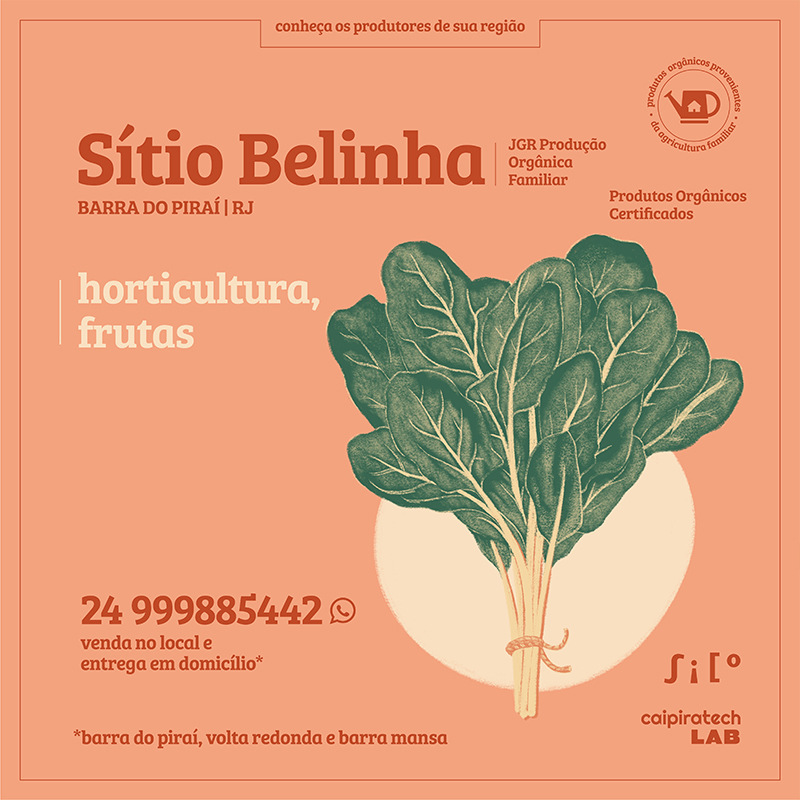 conheça os produtores de sua região
produtos orgânicos provenientes
da agricultura familiar
Sítio Belinha
JGR Produção
Orgânica
Familiar
BARRA DO PIRAÍ | RJ
Produtos Orgânicos
Certificados
horticultura,
frutas
24 999885442
venda no local e
entrega em domicílio*
silo
caipiratech
LAB
*barra do piraí, volta redonda e barra mansa